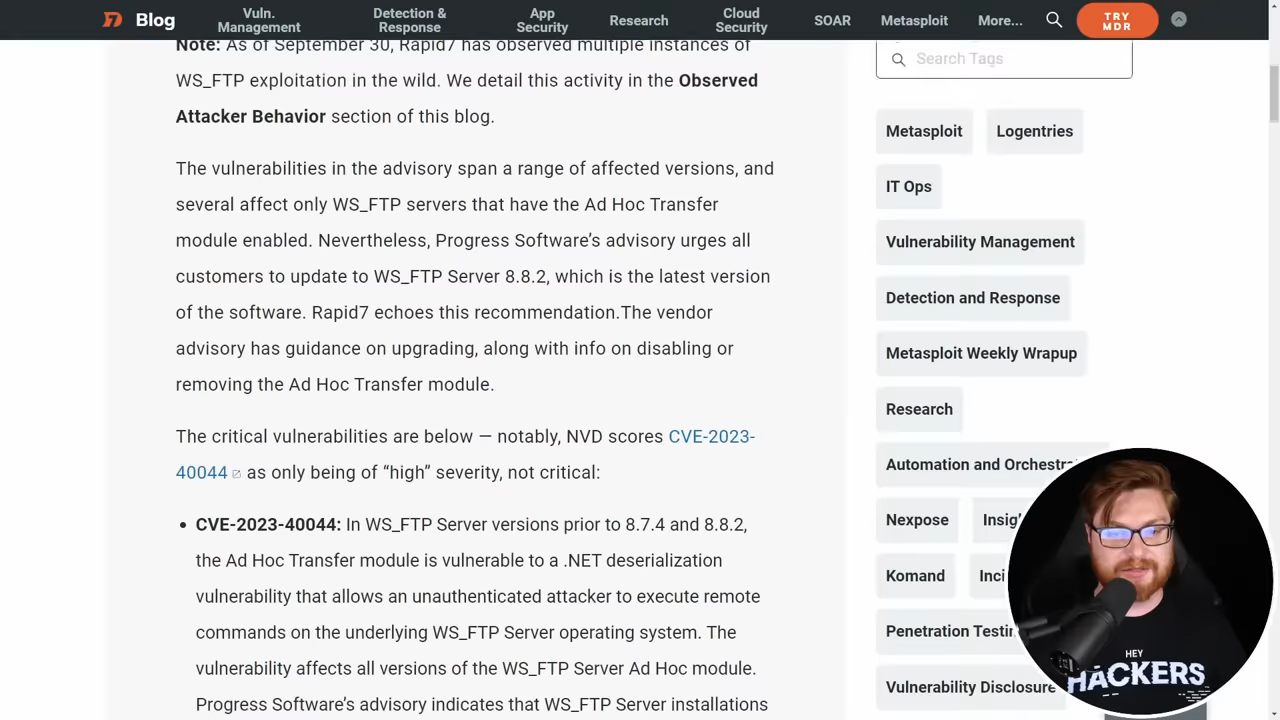 Blog
Vuln.
Management
Detection &
Response
App
Security
Research
Cloud
Security
SOAR
Metasploit
More...
TRY
MDR
Note: As of September 30, Rapid7 has observed multiple instances of
WS_FTP exploitation in the wild. We detail this activity in the Observed
Attacker Behavior section of this blog.
The vulnerabilities in the advisory span a range of affected versions, and
several affect only WS_FTP servers that have the Ad Hoc Transfer
module enabled. Nevertheless, Progress Software’s advisory urges all
customers to update to WS_FTP Server 8.8.2, which is the latest version
of the software. Rapid7 echoes this recommendation.The vendor
advisory has guidance on upgrading, along with info on disabling or
removing the Ad Hoc Transfer module.
The critical vulnerabilities are below — notably, NVD scores CVE-2023-
40044 as only being of “high” severity, not critical:
• CVE-2023-40044: In WS_FTP Server versions prior to 8.7.4 and 8.8.2,
the Ad Hoc Transfer module is vulnerable to a .NET deserialization
vulnerability that allows an unauthenticated attacker to execute remote
commands on the underlying WS_FTP Server operating system. The
vulnerability affects all versions of the WS_FTP Server Ad Hoc module.
Progress Software’s advisory indicates that WS_FTP Server installations
Search Tags
Metasploit
Logentries
IT Ops
Vulnerability Management
Detection and Response
Metasploit Weekly Wrapup
Research
Automation and Orchestra
Nexpose
Insig
Komand
Inci
Penetration Testin
Vulnerability Disclosure
HEY
HACKERS